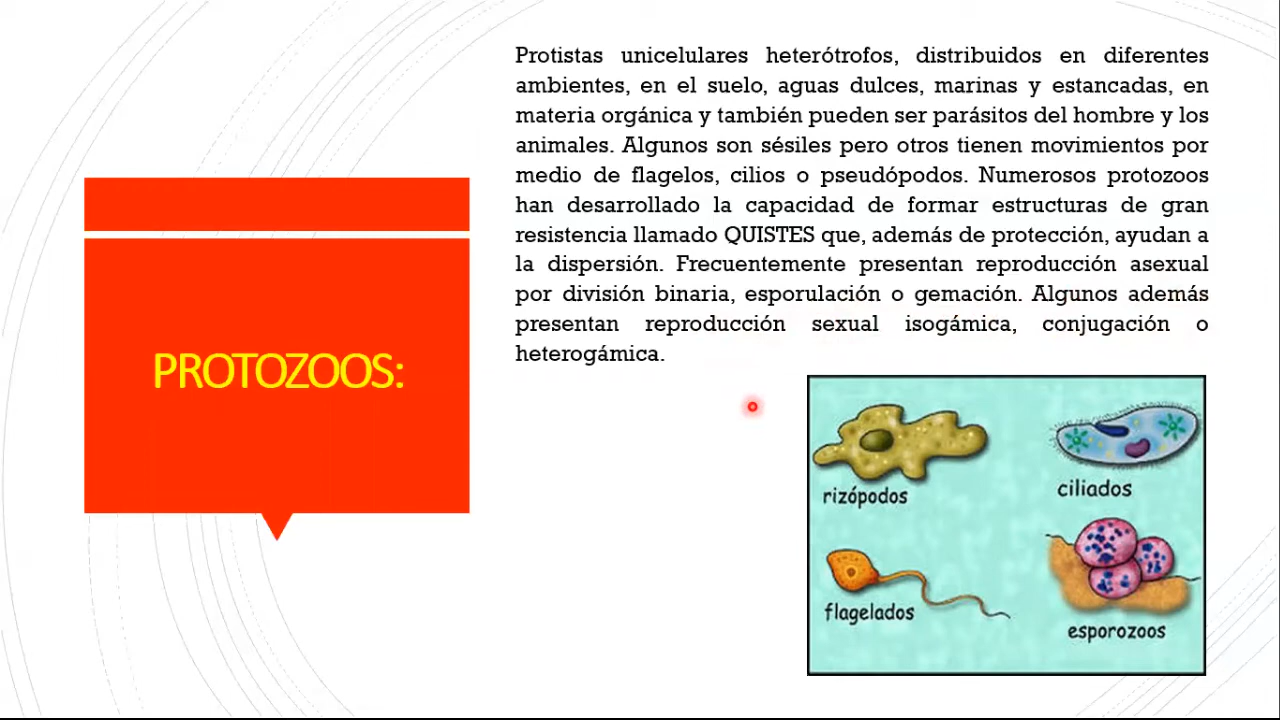 PROTOZOOS:
Protistas unicelulares heterótrofos, distribuidos en diferentes
ambientes, en el suelo, aguas dulces, marinas y estancadas, en
materia orgánica y también pueden ser parásitos del hombre y los
animales. Algunos son sésiles pero otros tienen movimientos por
medio de flagelos, cilios o pseudópodos. Numerosos protozoos
han desarrollado la capacidad de formar estructuras de gran
resistencia llamado QUISTES que, además de protección, ayudan a
la dispersión. Frecuentemente presentan reproducción asexual
por división binaria, esporulación o gemación. Algunos además
presentan reproducción sexual isogámica, conjugación o
heterogámica.
rizópodos
ciliados
flagelados
esporozoos